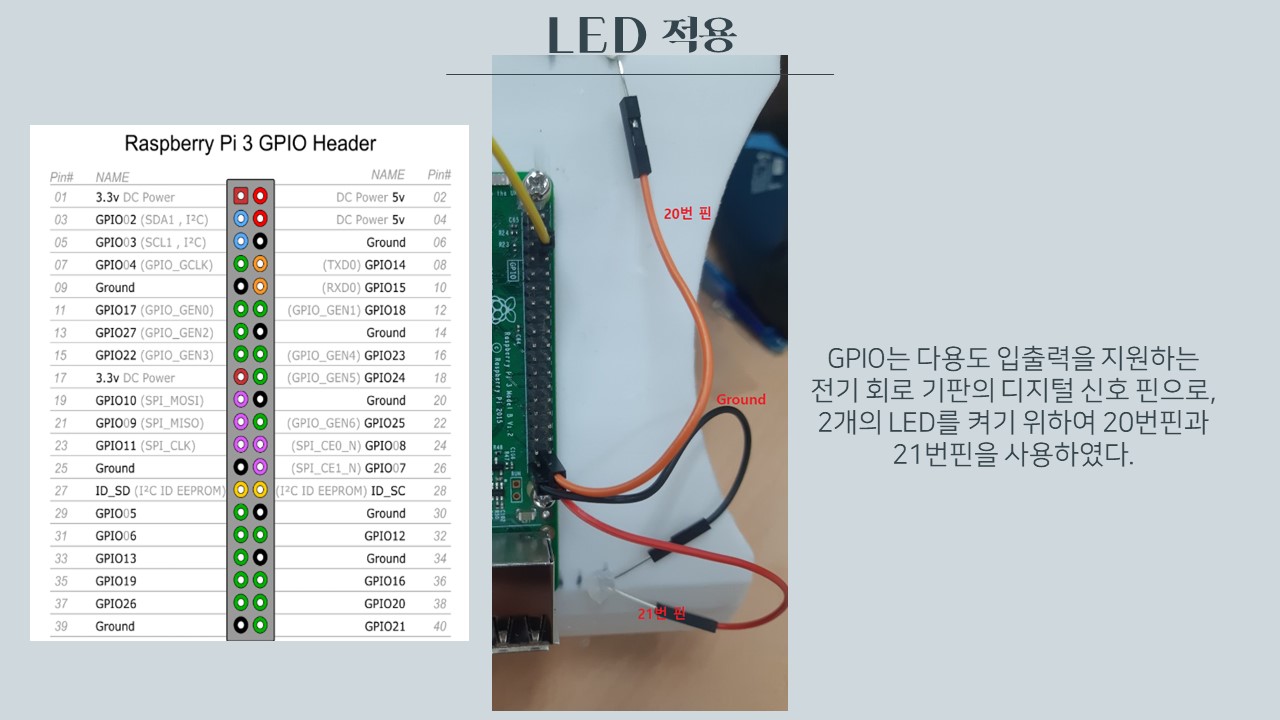 LED 적용
Raspberry Pi 3 GPIO Header
Pin# NAME NAME Pin#
01 3.3v DC Power DC Power 5v 02
03 GPIO02 (SDA1 , I²C) DC Power 5v 04
05 GPIO03 (SCL1 , I²C) Ground 06
07 GPIO04 (GPIO_GCLK) (TXD0) GPIO14 08
09 Ground (RXD0) GPIO15 10
11 GPIO17 (GPIO_GEN0) (GPIO_GEN1) GPIO18 12
13 GPIO27 (GPIO_GEN2) Ground 14
15 GPIO22 (GPIO_GEN3) (GPIO_GEN4) GPIO23 16
17 3.3v DC Power (GPIO_GEN5) GPIO24 18
19 GPIO10 (SPI_MOSI) Ground 20
21 GPIO09 (SPI_MISO) (GPIO_GEN6) GPIO25 22
23 GPIO11 (SPI_CLK) (SPI_CE0_N) GPIO08 24
25 Ground (SPI_CE1_N) GPIO07 26
27 ID_SD (I²C ID EEPROM) (I²C ID EEPROM) ID_SC 28
29 GPIO05 Ground 30
31 GPIO06 GPIO12 32
33 GPIO13 Ground 34
35 GPIO19 GPIO16 36
37 GPIO26 GPIO20 38
39 Ground GPIO21 40
20번 핀
GPIO
Raspberry Pi 3 Model B V1.2
© Raspberry Pi 2015
Ground
21번 핀
GPIO는 다용도 입출력을 지원하는
전기 회로 기판의 디지털 신호 핀으로,
2개의 LED를 켜기 위하여 20번핀과
21번핀을 사용하였다.